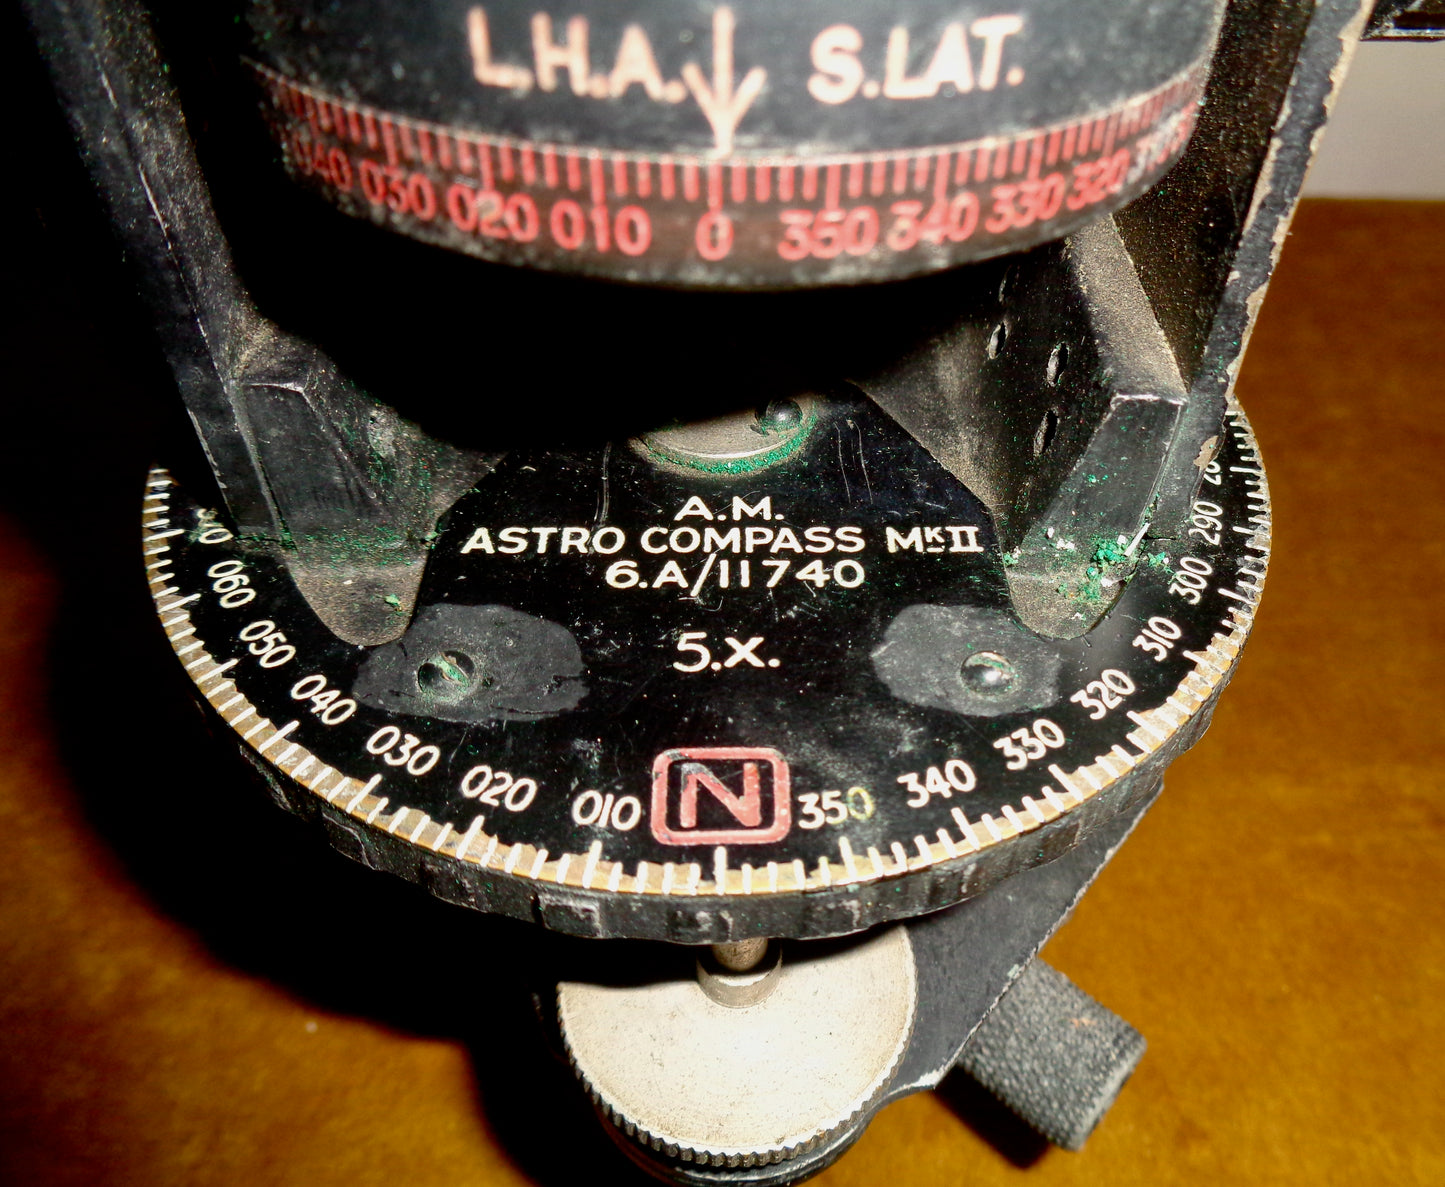 L.H.A. S.LAT.
040 030 020 010 0 350 340 330 320 310
A.M.
ASTRO COMPASS MK II
6.A/11740
5.X.
060 050 040 030 020 010 N 350 340 330 320 310 300 290